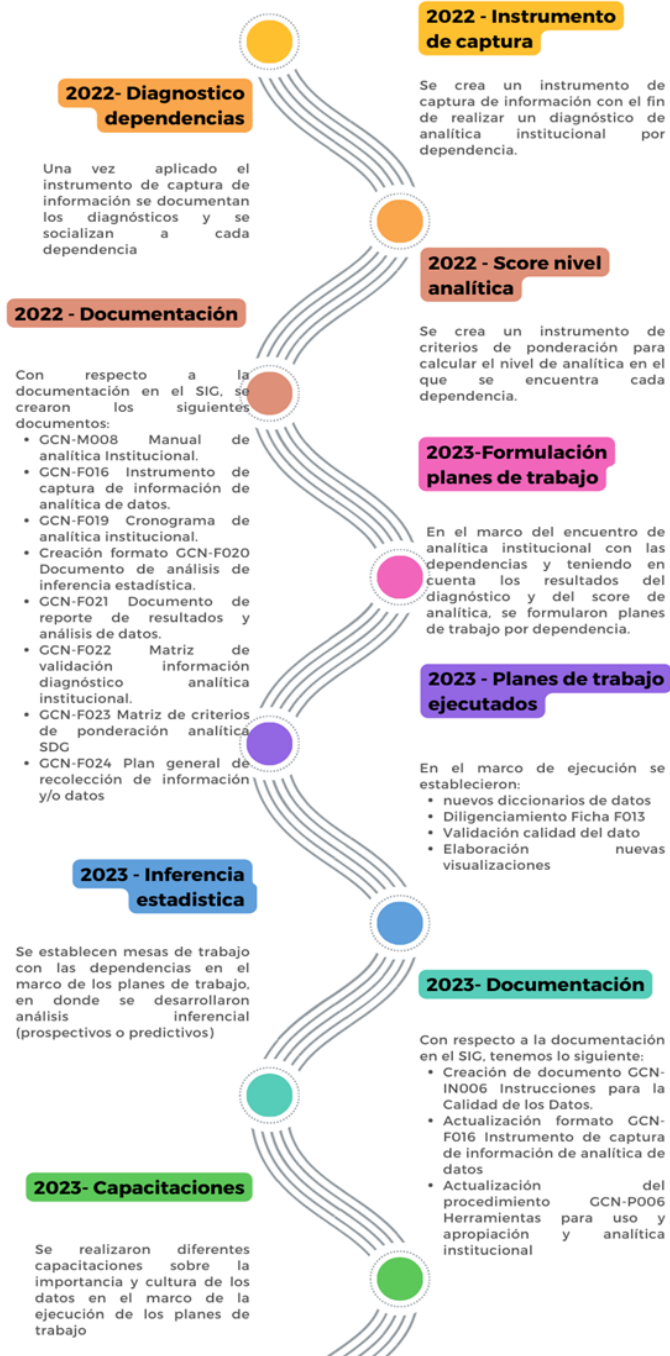 2022 - Instrumento
de captura
Se crea un instrumento de
captura de información con el fin
de realizar un diagnóstico de
analítica institucional por
dependencia.
2022- Diagnostico
dependencias
Una vez aplicado el
instrumento de captura de
información se documentan
los diagnósticos y se
socializan a cada
dependencia
2022 - Score nivel
analítica
Se crea un instrumento de
criterios de ponderación para
calcular el nivel de analítica en el
que se encuentra cada
dependencia.
2022 - Documentación
Con respecto a la
documentación en el SIG, se
crearon los siguientes
documentos:
• GCN-M008 Manual de
analítica Institucional.
• GCN-F016 Instrumento de
captura de información de
analítica de datos.
• GCN-F019 Cronograma de
analítica institucional.
• Creación formato GCN-F020
Documento de análisis de
inferencia estadística.
• GCN-F021 Documento de
reporte de resultados y
análisis de datos.
• GCN-F022 Matriz de
validación información
diagnóstico analítica
institucional.
• GCN-F023 Matriz de criterios
de ponderación analítica
SDG
• GCN-F024 Plan general de
recolección de información
y/o datos
2023-Formulación
planes de trabajo
En el marco del encuentro de
analítica institucional con las
dependencias y teniendo en
cuenta los resultados del
diagnóstico y del score de
analítica, se formularon planes
de trabajo por dependencia.
2023 - Planes de trabajo
ejecutados
En el marco de ejecución se
establecieron:
• nuevos diccionarios de datos
• Diligenciamiento Ficha F013
• Validación calidad del dato
• Elaboración nuevas
visualizaciones
2023 - Inferencia
estadistica
Se establecen mesas de trabajo
con las dependencias en el
marco de los planes de trabajo,
en donde se desarrollaron
análisis inferencial
(prospectivos o predictivos)
2023- Documentación
Con respecto a la documentación
en el SIG, tenemos lo siguiente:
• Creación de documento GCN-
IN006 Instrucciones para la
Calidad de los Datos.
• Actualización formato GCN-
F016 Instrumento de captura
de información de analítica de
datos
• Actualización del
procedimiento GCN-P006
Herramientas para uso y
apropiación y analítica
institucional
2023- Capacitaciones
Se realizaron diferentes
capacitaciones sobre la
importancia y cultura de los
datos en el marco de la
ejecución de los planes de
trabajo